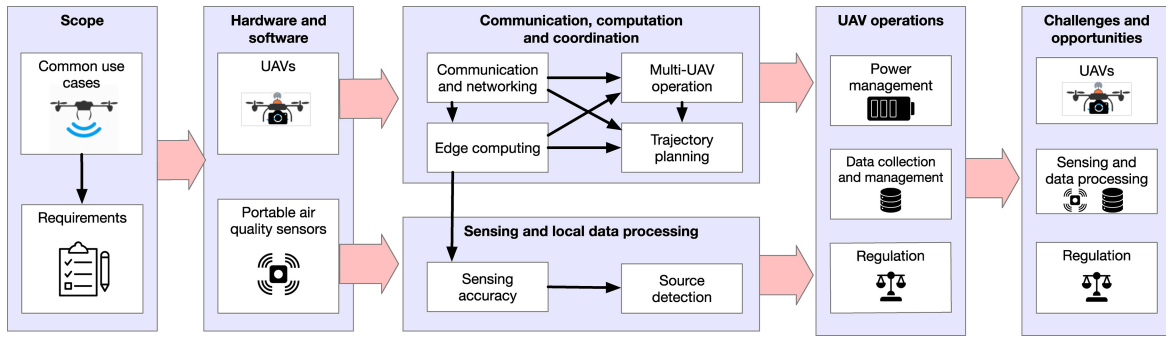 Scope
Common use
cases
Requirements
Hardware and
software
UAVs
Portable air
quality sensors
Communication, computation
and coordination
Communication
and networking
Multi-UAV
operation
Edge computing
Trajectory
planning
Sensing and local data processing
Sensing
accuracy
Source
detection
UAV operations
Power
management
Data collection
and management
Regulation
Challenges and
opportunities
UAVs
Sensing and
data processing
Regulation